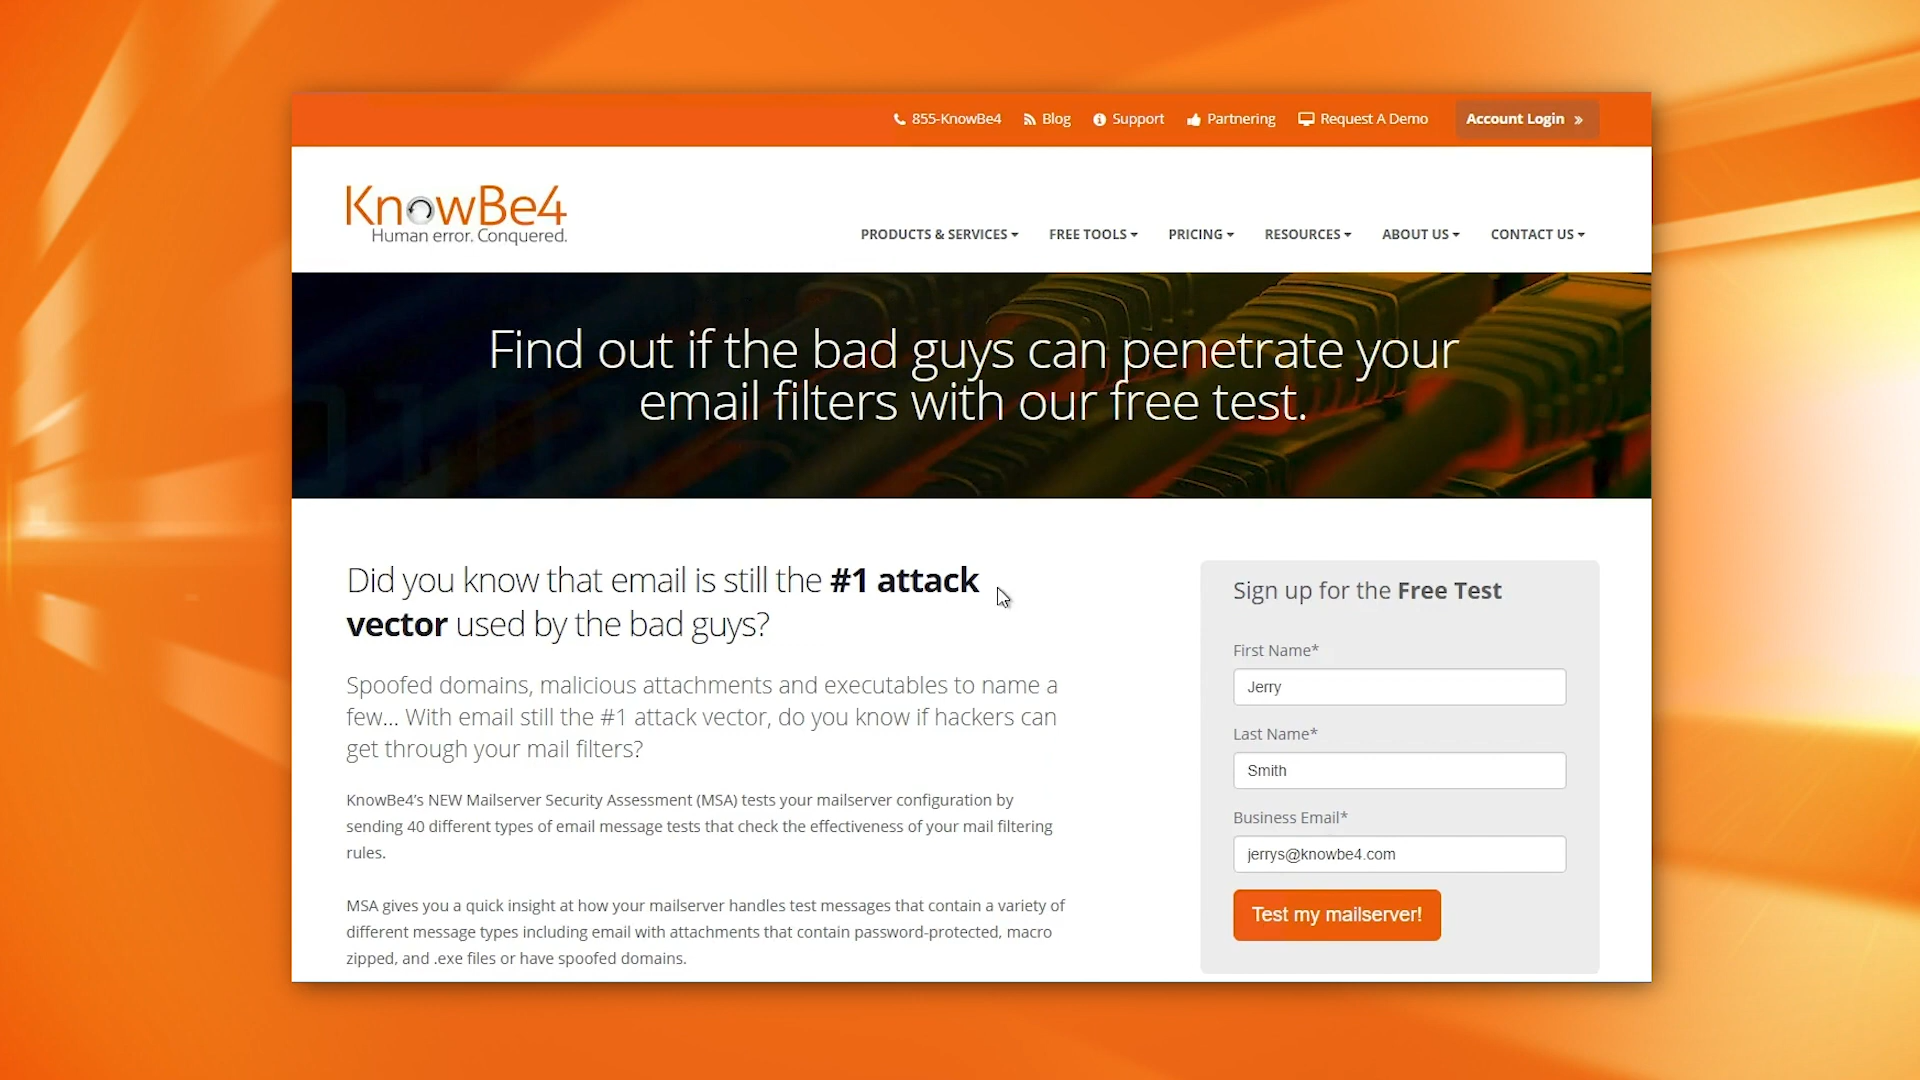 855-KnowBe4 Blog Support Partnering Request A Demo Account Login »
KnowBe4
Human error. Conquered.
PRODUCTS & SERVICES FREE TOOLS PRICING RESOURCES ABOUT US CONTACT US
Find out if the bad guys can penetrate your
email filters with our free test.
Did you know that email is still the #1 attack
vector used by the bad guys?
Spoofed domains, malicious attachments and executables to name a
few... With email still the #1 attack vector, do you know if hackers can
get through your mail filters?
KnowBe4’s NEW Mailserver Security Assessment (MSA) tests your mailserver configuration by
sending 40 different types of email message tests that check the effectiveness of your mail filtering
rules.
MSA gives you a quick insight at how your mailserver handles test messages that contain a variety of
different message types including email with attachments that contain password-protected, macro
zipped, and .exe files or have spoofed domains.
Sign up for the Free Test
First Name*
Jerry
Last Name*
Smith
Business Email*
jerrys@knowbe4.com
Test my mailserver!